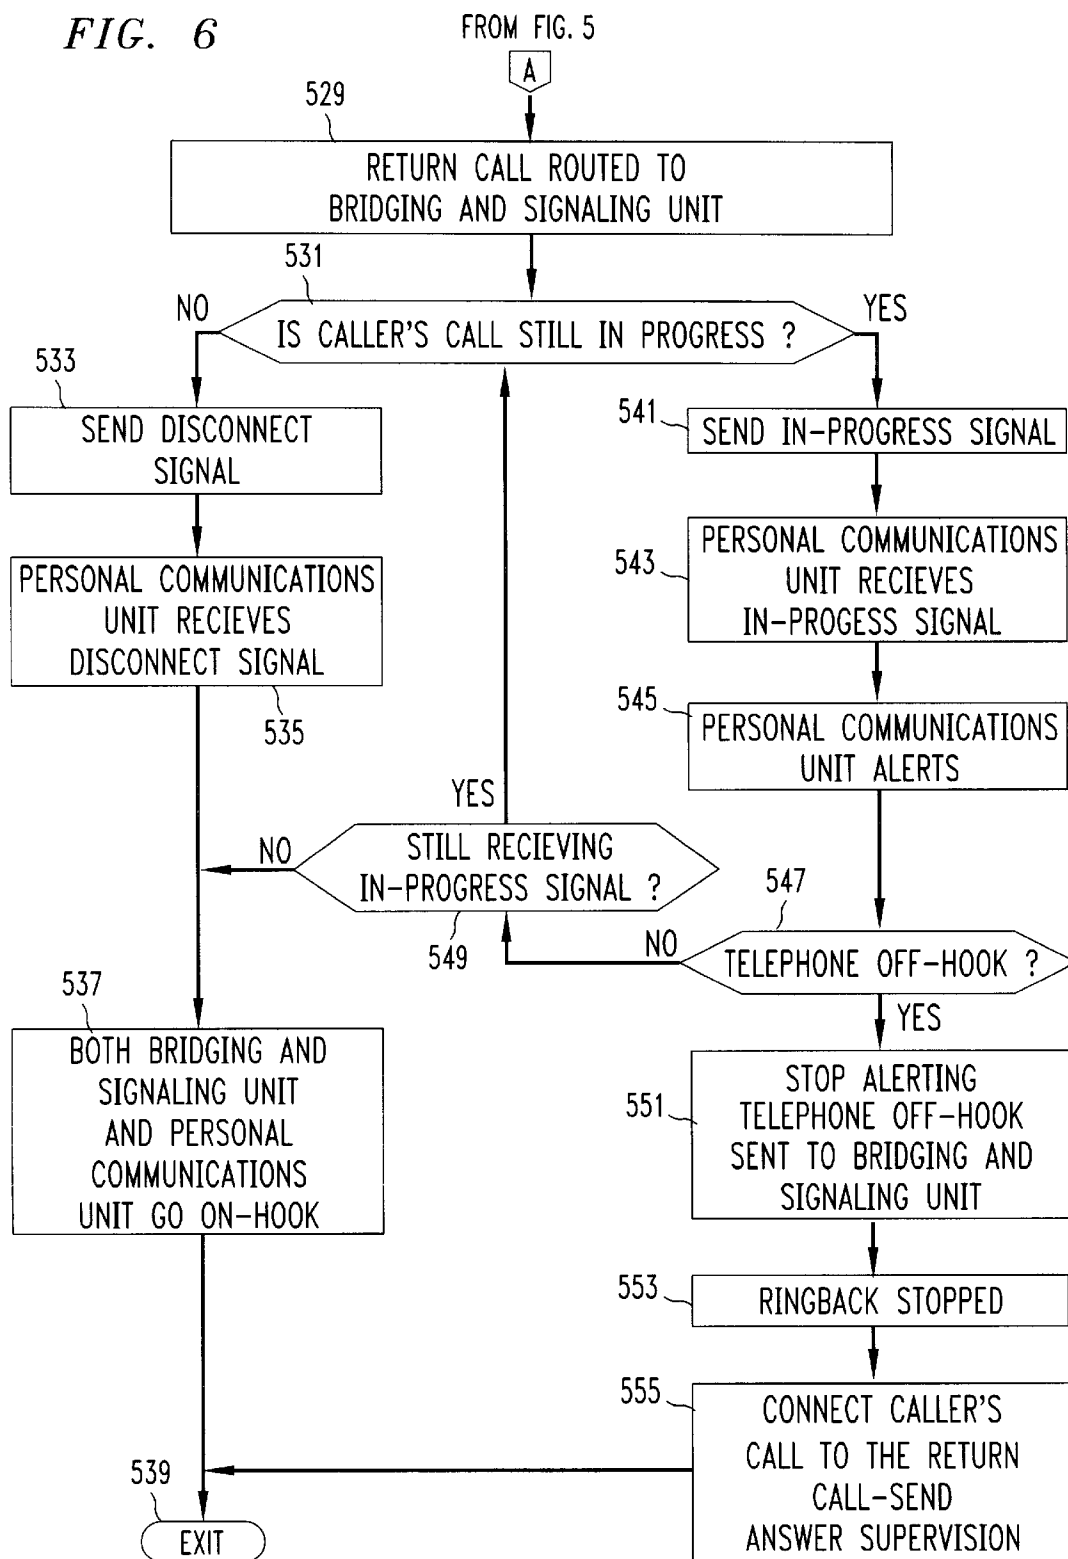 FIG. 6
FROM FIG. 5
A
529
RETURN CALL ROUTED TO
BRIDGING AND SIGNALING UNIT
531
NO
IS CALLER'S CALL STILL IN PROGRESS ?
YES
533
SEND DISCONNECT
SIGNAL
541
SEND IN-PROGRESS SIGNAL
PERSONAL COMMUNICATIONS
UNIT RECIEVES
DISCONNECT SIGNAL
535
543
PERSONAL COMMUNICATIONS
UNIT RECIEVES
IN-PROGESS SIGNAL
545
PERSONAL COMMUNICATIONS
UNIT ALERTS
YES
NO
STILL RECIEVING
IN-PROGRESS SIGNAL ?
549
547
NO
TELEPHONE OFF-HOOK ?
YES
537
BOTH BRIDGING AND
SIGNALING UNIT
AND PERSONAL
COMMUNICATIONS
UNIT GO ON-HOOK
551
STOP ALERTING
TELEPHONE OFF-HOOK
SENT TO BRIDGING AND
SIGNALING UNIT
553
RINGBACK STOPPED
555
CONNECT CALLER'S
CALL TO THE RETURN
CALL-SEND
ANSWER SUPERVISION
539
EXIT